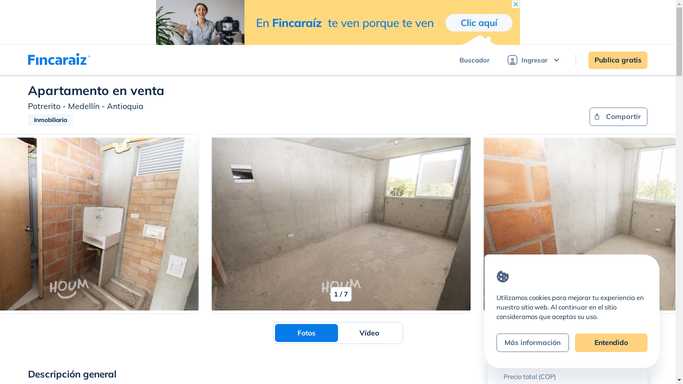 En Fincaraíz te ven porque te ven
Clic aquí
Fincaraíz
Buscador
Ingresar
Publica gratis
Apartamento en venta
Potrerito - Medellín - Antioquia
Inmobiliaria
Compartir
HOUM
HOUM
1 / 7
Utilizamos cookies para mejorar tu experiencia en
nuestro sitio web. Al continuar en el sitio
consideramos que aceptas su uso.
Más información
Entendido
Fotos
Vídeo
Descripción general
Precio total (COP)